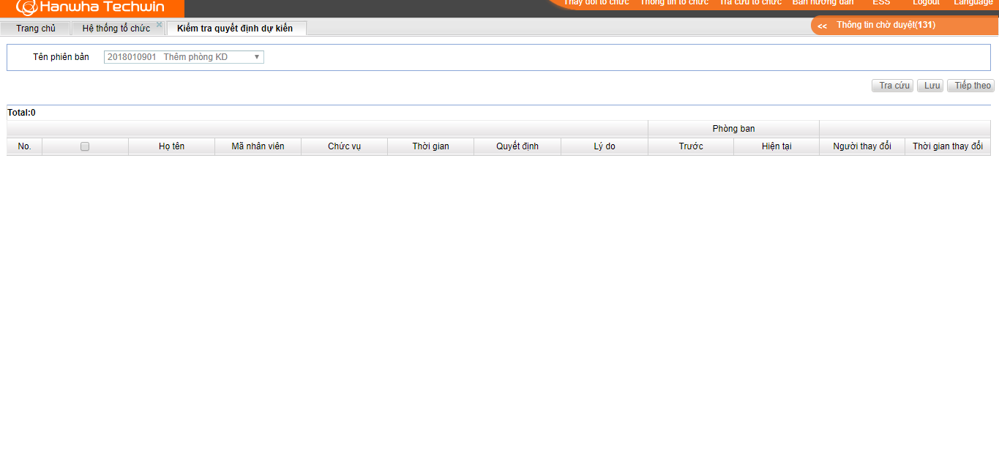 Hanwha Techwin
Thay đổi tổ chức Thông tin tổ chức Tra cứu tổ chức Bản hướng dẫn ESS Logout Language
Trang chủ Hệ thống tổ chức × Kiểm tra quyết định dự kiến
<< Thông tin chờ duyệt(131)
Tên phiên bản 2018010901 Thêm phòng KD ▼
Tra cứu Lưu Tiếp theo
Total:0
Phòng ban
No. Họ tên Mã nhân viên Chức vụ Thời gian Quyết định Lý do Trước Hiện tại Người thay đổi Thời gian thay đổi